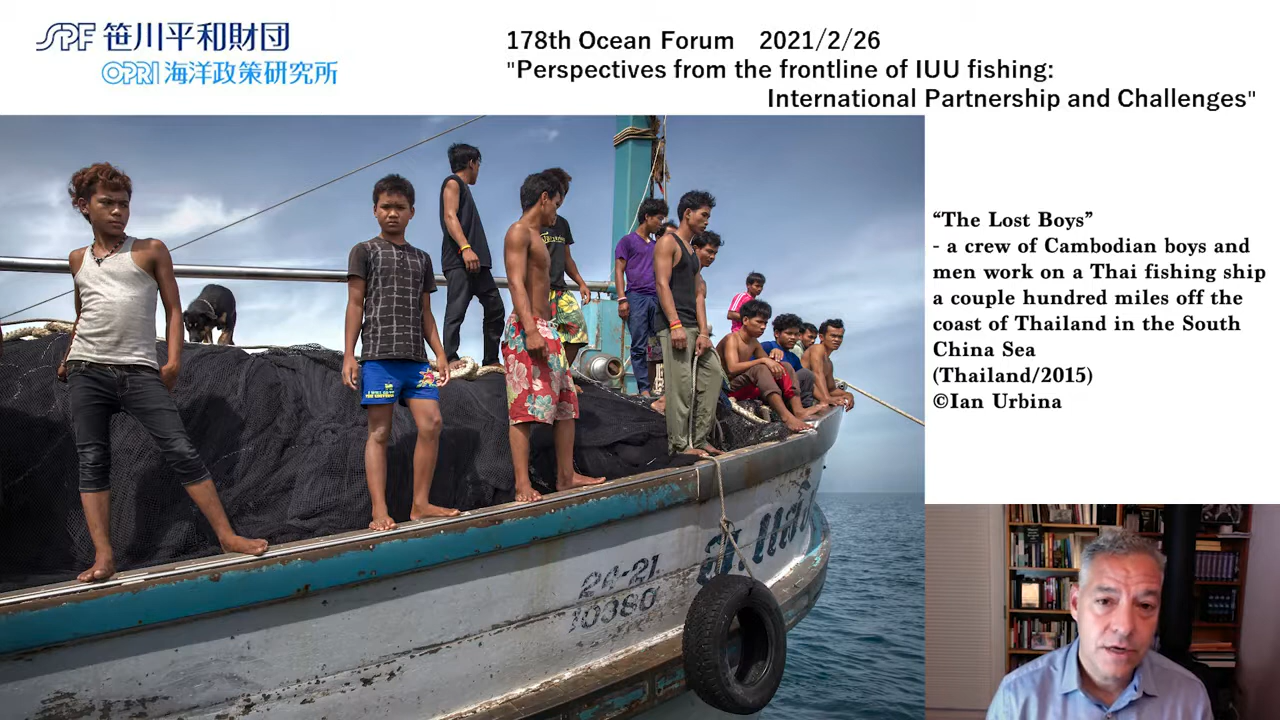 SPF 笹川平和財団
OPRI 海洋政策研究所
178th Ocean Forum 2021/2/26
"Perspectives from the frontline of IUU fishing:
International Partnership and Challenges"
“The Lost Boys”
- a crew of Cambodian boys and
men work on a Thai fishing ship
a couple hundred miles off the
coast of Thailand in the South
China Sea
(Thailand/2015)
©Ian Urbina
24-21
10380